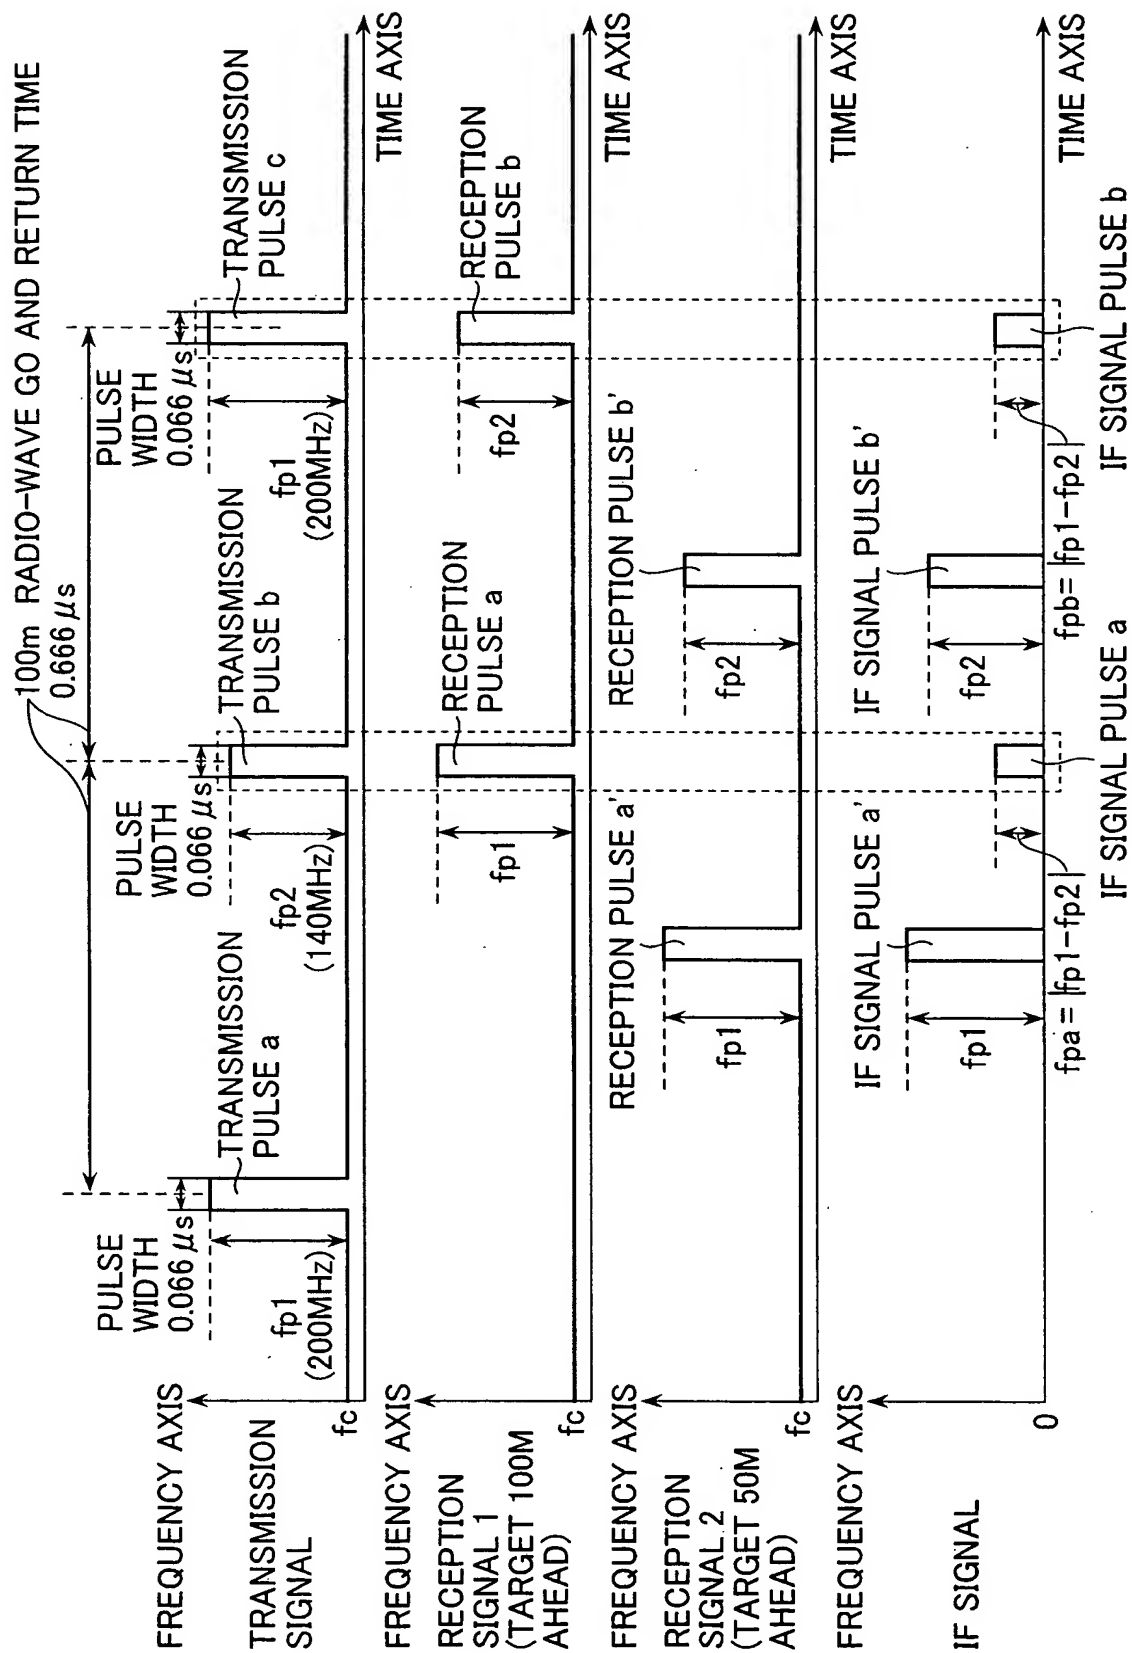 100m RADIO-WAVE GO AND RETURN TIME
0.666 μs
PULSE
WIDTH
0.066 μs
PULSE
WIDTH
0.066 μs
PULSE
WIDTH
0.066 μs
FREQUENCY AXIS
TRANSMISSION
SIGNAL
fc
fp1
(200MHz)
TRANSMISSION
PULSE a
fp2
(140MHz)
TRANSMISSION
PULSE b
fp1
(200MHz)
TRANSMISSION
PULSE c
TIME AXIS
FREQUENCY AXIS
RECEPTION
SIGNAL 1
(TARGET 100M
AHEAD)
fc
fp1
RECEPTION
PULSE a
fp2
RECEPTION
PULSE b
TIME AXIS
FREQUENCY AXIS
RECEPTION
SIGNAL 2
(TARGET 50M
AHEAD)
fc
RECEPTION PULSE a'
fp1
RECEPTION PULSE b'
fp2
TIME AXIS
FREQUENCY AXIS
IF SIGNAL
0
IF SIGNAL PULSE a'
fp1
IF SIGNAL PULSE b'
fp2
fpa=|fp1-fp2|
IF SIGNAL PULSE a
fpb=|fp1-fp2|
IF SIGNAL PULSE b
TIME AXIS